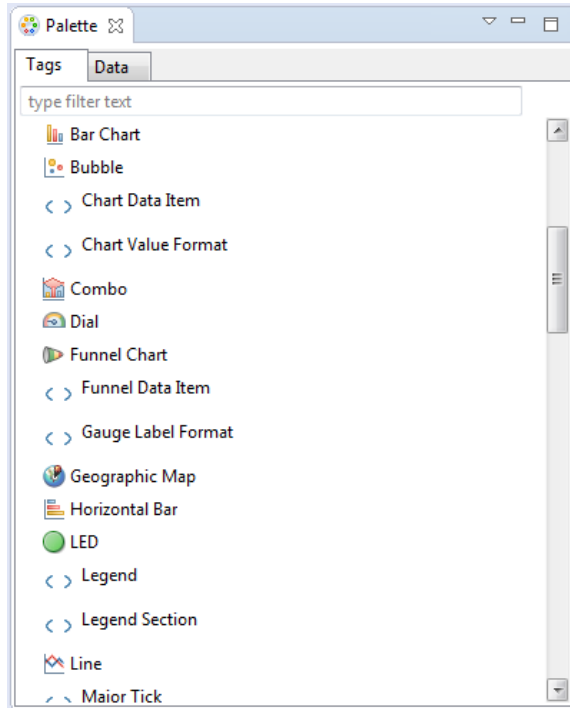 Palette
Tags Data
type filter text
Bar Chart
Bubble
Chart Data Item
Chart Value Format
Combo
Dial
Funnel Chart
Funnel Data Item
Gauge Label Format
Geographic Map
Horizontal Bar
LED
Legend
Legend Section
Line
Major Tick